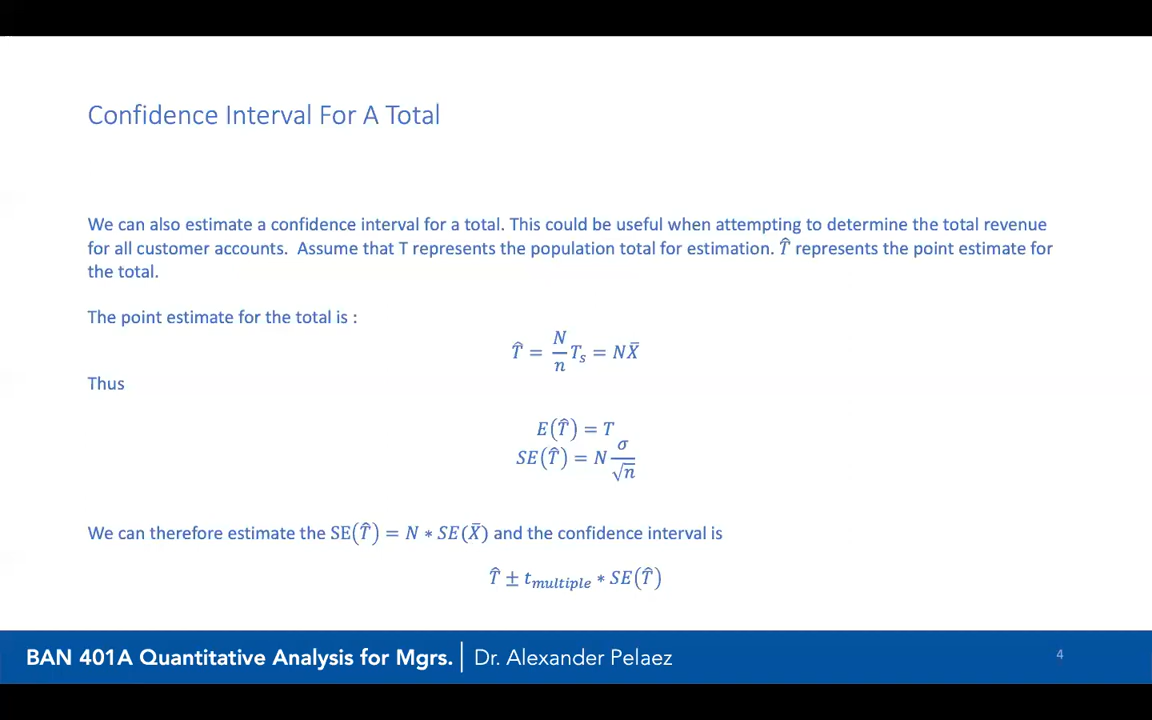 Confidence Interval For A Total
We can also estimate a confidence interval for a total. This could be useful when attempting to determine the total revenue
for all customer accounts. Assume that T represents the population total for estimation. T̂ represents the point estimate for
the total.
The point estimate for the total is :
T̂ = N/n Tₛ = NX̄
Thus
E(T̂) = T
SE(T̂) = N σ/√n
We can therefore estimate the SE(T̂) = N ∗ SE(X̄) and the confidence interval is
T̂ ± t_multiple ∗ SE(T̂)
BAN 401A Quantitative Analysis for Mgrs. | Dr. Alexander Pelaez
4